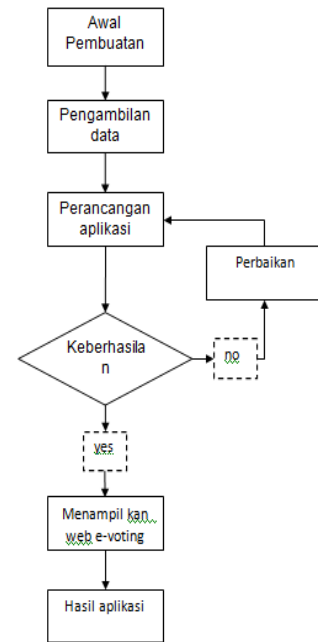 Awal
Pembuatan
Pengambilan
data
Perancangan
aplikasi
Perbaikan
Keberhasila
n
no
yes
Menampil kan
web e-voting
Hasil aplikasi